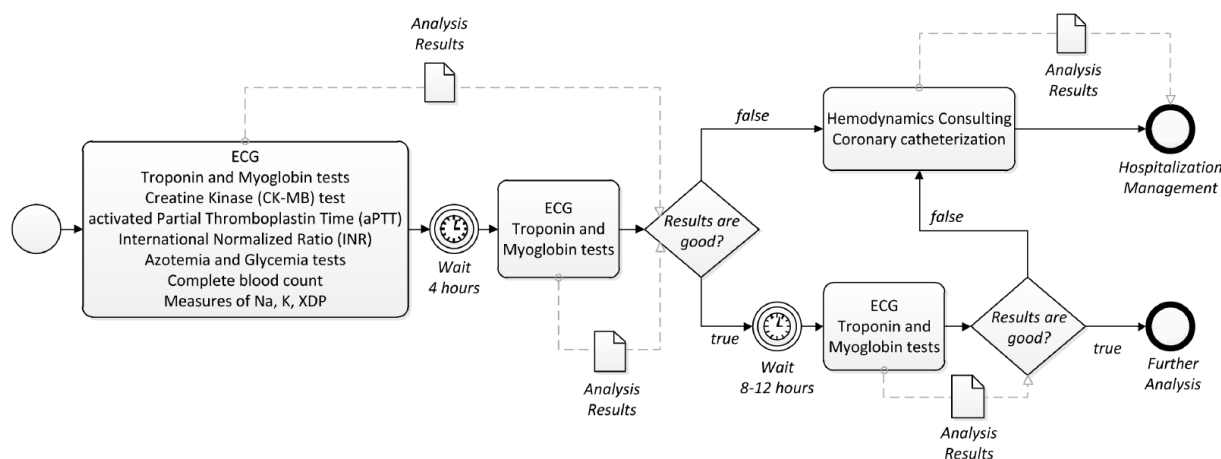 Analysis
Results
ECG
Troponin and Myoglobin tests
Creatine Kinase (CK-MB) test
activated Partial Thromboplastin Time (aPTT)
International Normalized Ratio (INR)
Azotemia and Glycemia tests
Complete blood count
Measures of Na, K, XDP
Wait
4 hours
ECG
Troponin and
Myoglobin tests
Analysis
Results
Results are
good?
false
true
Hemodynamics Consulting
Coronary catheterization
Analysis
Results
Hospitalization
Management
Wait
8-12 hours
ECG
Troponin and
Myoglobin tests
Analysis
Results
Results are
good?
false
true
Further
Analysis